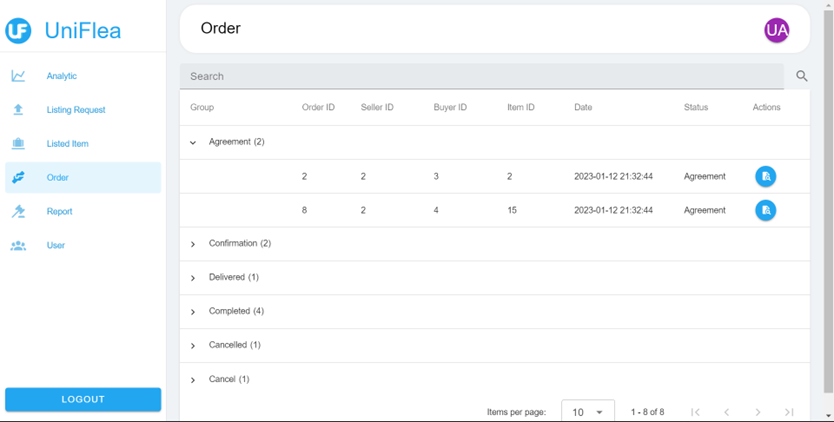 UF UniFlea
Analytic
Listing Request
Listed Item
Order
Report
User
LOGOUT
Order
UA
Search
Group Order ID Seller ID Buyer ID Item ID Date Status Actions
Agreement (2)
2 2 3 2 2023-01-12 21:32:44 Agreement
8 2 4 15 2023-01-12 21:32:44 Agreement
Confirmation (2)
Delivered (1)
Completed (4)
Cancelled (1)
Cancel (1)
Items per page: 10 1 - 8 of 8